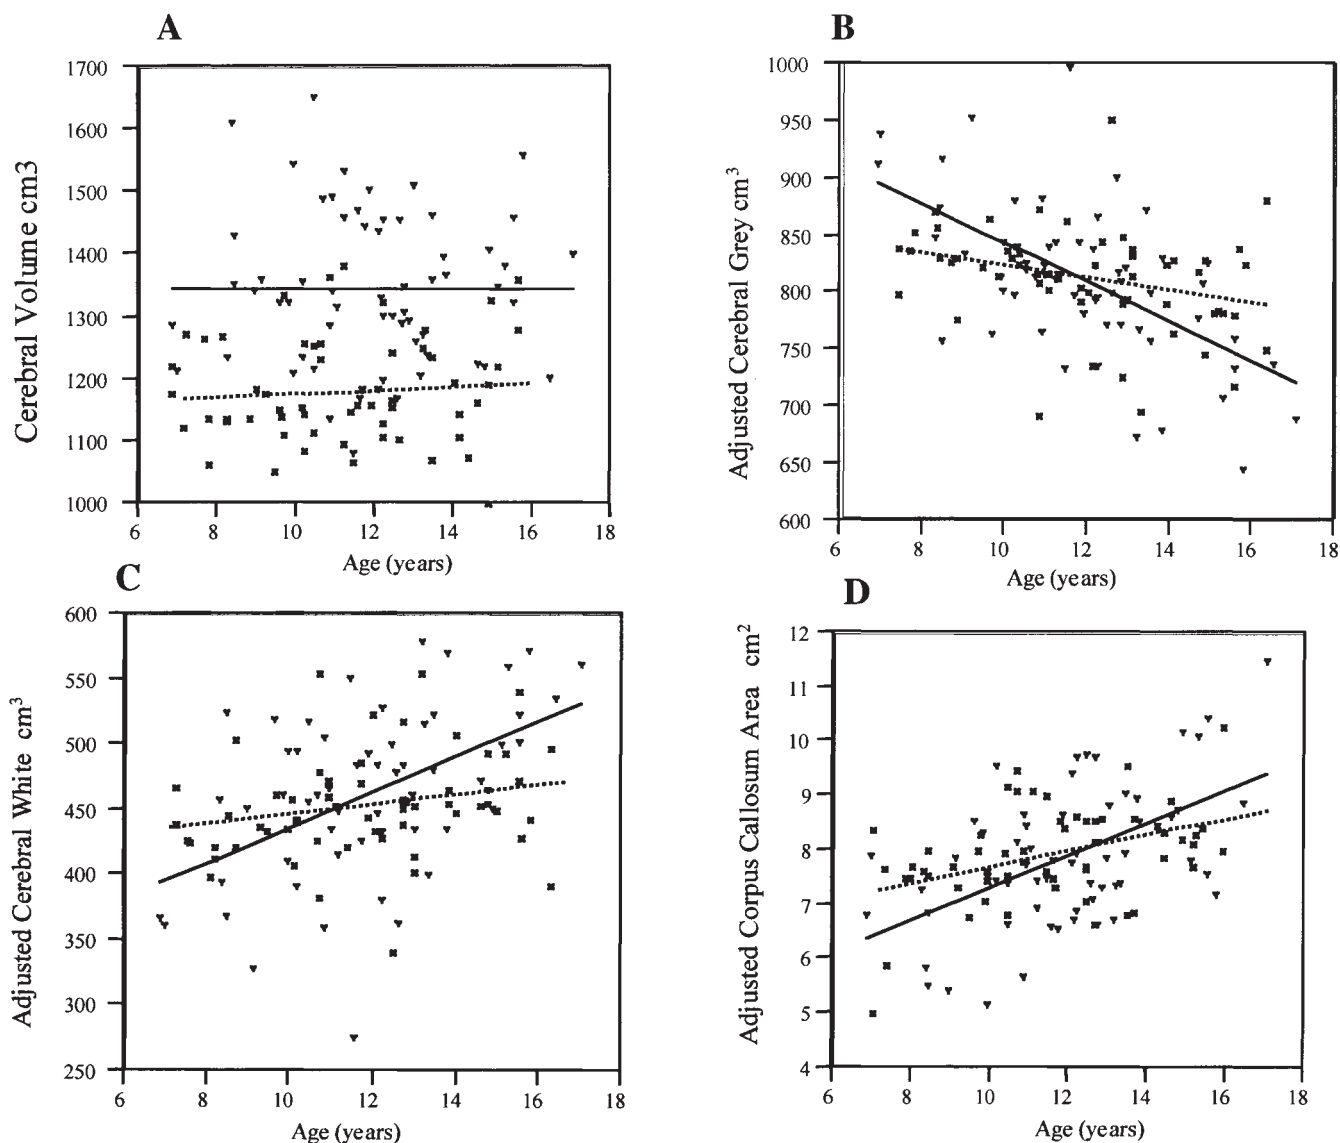 A
1700
1600
1500
1400
1300
1200
1100
1000
Cerebral Volume cm3
6 8 10 12 14 16 18
Age (years)
B
1000
950
900
850
800
750
700
650
600
Adjusted Cerebral Grey cm³
6 8 10 12 14 16 18
Age (years)
C
600
550
500
450
400
350
300
250
Adjusted Cerebral White cm³
6 8 10 12 14 16 18
Age (years)
D
12
11
10
9
8
7
6
5
4
Adjusted Corpus Callosum Area cm²
6 8 10 12 14 16 18
Age (years)